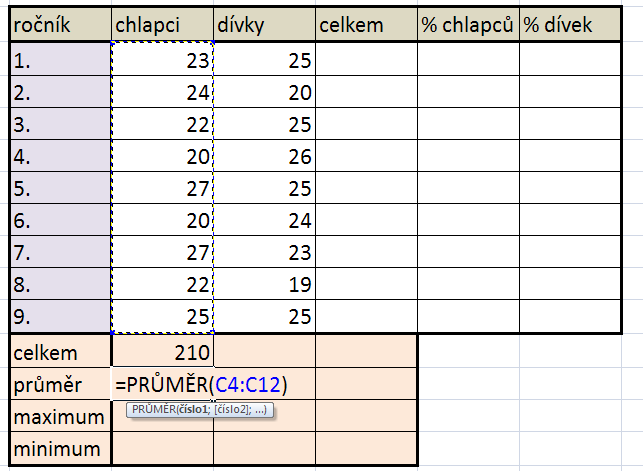 ročník chlapci dívky celkem % chlapců % dívek
1. 23 25
2. 24 20
3. 22 25
4. 20 26
5. 27 25
6. 20 24
7. 27 23
8. 22 19
9. 25 25
celkem 210
průměr =PRŮMĚR(C4:C12)
PRŮMĚR(číslo1; [číslo2]; ...)
maximum
minimum